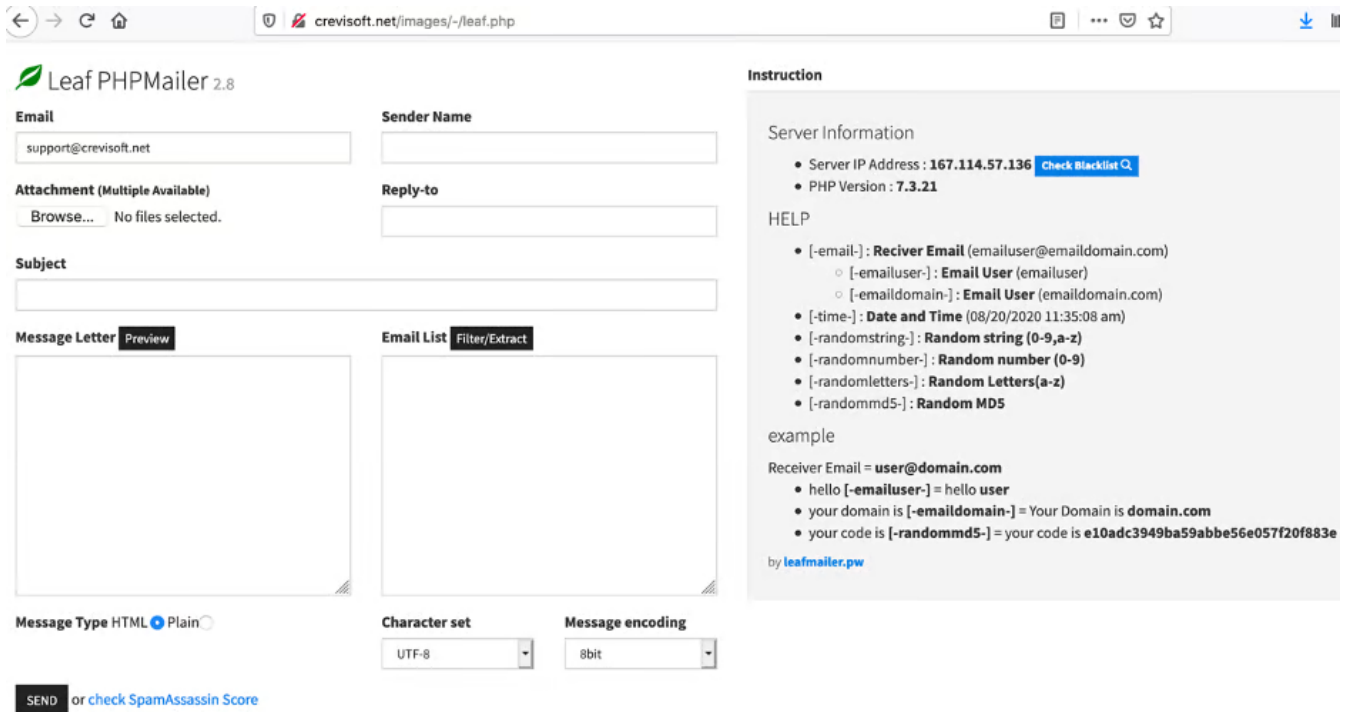 crevisoft.net/images/-/leaf.php
Leaf PHPMailer 2.8
Email
support@crevisoft.net
Sender Name
Attachment (Multiple Available)
Browse... No files selected.
Reply-to
Subject
Message Letter Preview
Email List Filter/Extract
Message Type HTML Plain
Character set
UTF-8
Message encoding
8bit
SEND or check SpamAssassin Score
Instruction
Server Information
Server IP Address : 167.114.57.136 Check Blacklist
PHP Version : 7.3.21
HELP
[-email-] : Reciver Email (emailuser@emaildomain.com)
[-emailuser-] : Email User (emailuser)
[-emaildomain-] : Email User (emaildomain.com)
[-time-] : Date and Time (08/20/2020 11:35:08 am)
[-randomstring-] : Random string (0-9,a-z)
[-randomnumber-] : Random number (0-9)
[-randomletters-] : Random Letters(a-z)
[-randommd5-] : Random MD5
example
Receiver Email = user@domain.com
hello [-emailuser-] = hello user
your domain is [-emaildomain-] = Your Domain is domain.com
your code is [-randommd5-] = your code is e10adc3949ba59abbe56e057f20f883e
by leafmailer.pw